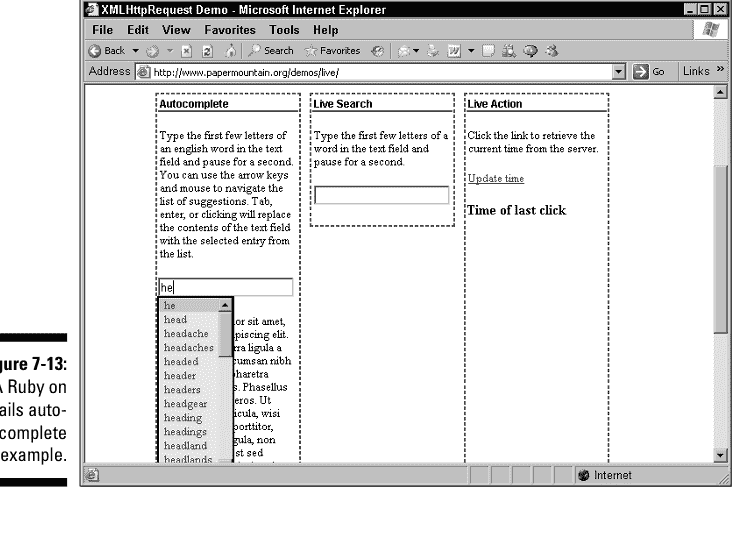 XMLHttpRequest Demo - Microsoft Internet Explorer
File Edit View Favorites Tools Help
Back Search Favorites
Address http://www.papermountain.org/demos/live/ Go Links »
Autocomplete
Type the first few letters of
an english word in the text
field and pause for a second.
You can use the arrow keys
and mouse to navigate the
list of suggestions. Tab,
enter, or clicking will replace
the contents of the text field
with the selected entry from
the list.
he
he
head
headache
headaches
headed
header
headers
headgear
heading
headings
headland
headlands
or sit amet,
ipiscing elit.
rra ligula a
cumsan nibh
pharetra
s. Phasellus
eros. Ut
icula, wisi
porttitor,
gula, non
st sed
Live Search
Type the first few letters of a
word in the text field and
pause for a second.
Live Action
Click the link to retrieve the
current time from the server.
Update time
Time of last click
Internet
gure 7-13:
A Ruby on
ails auto-
complete
example.